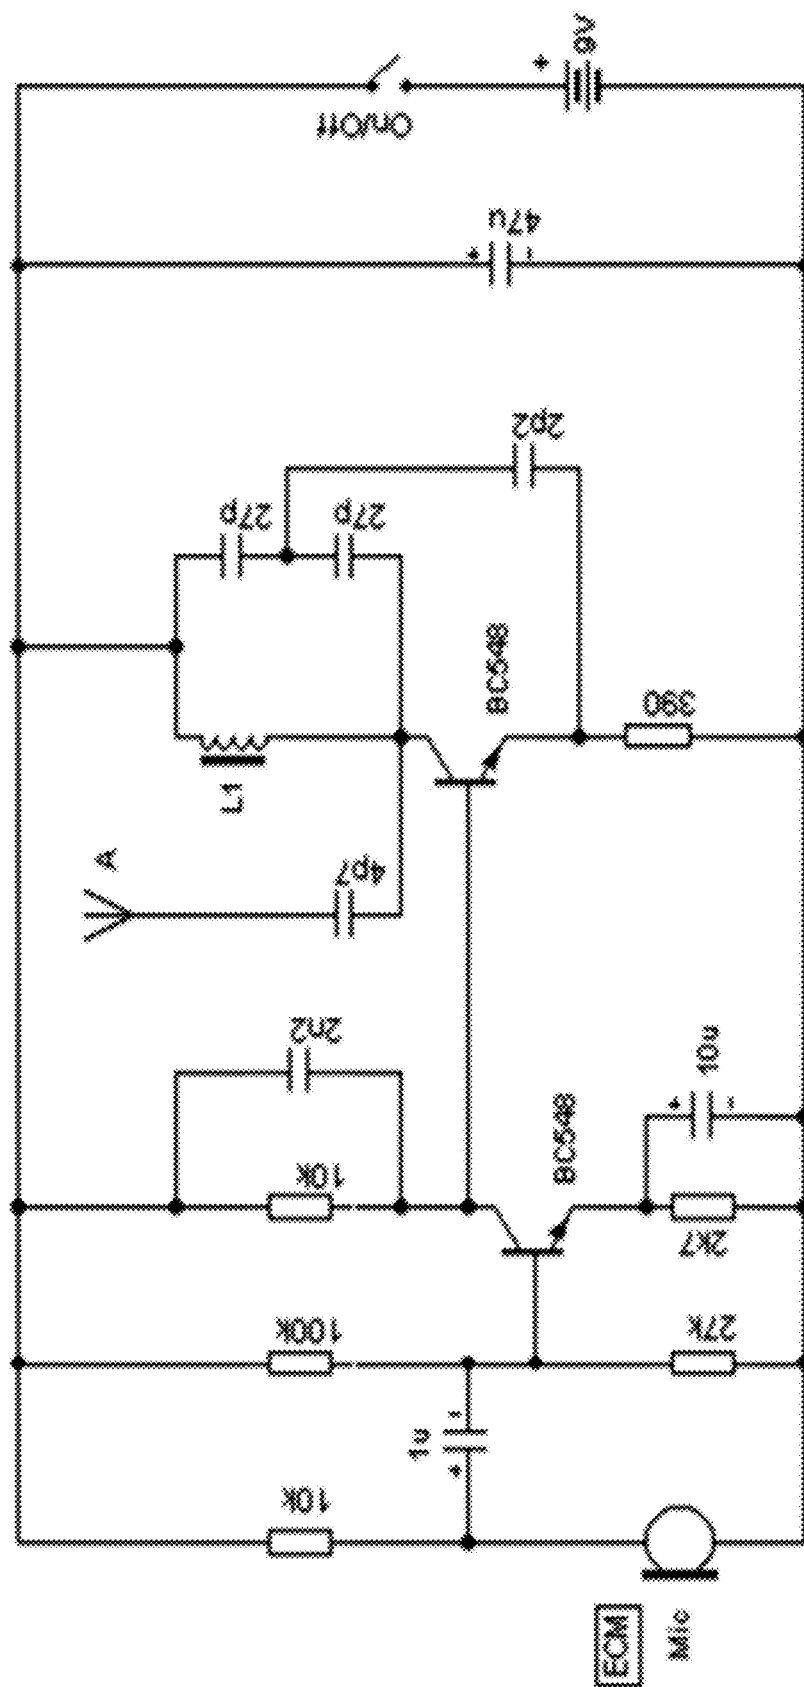 9V
+
On/Off
47u
+
-
2p2
27p
27p
BC548
390
L1
A
4p7
2n2
10u
+
-
10k
BC548
2k7
100k
27k
1u
-
+
10k
ECM
Mic